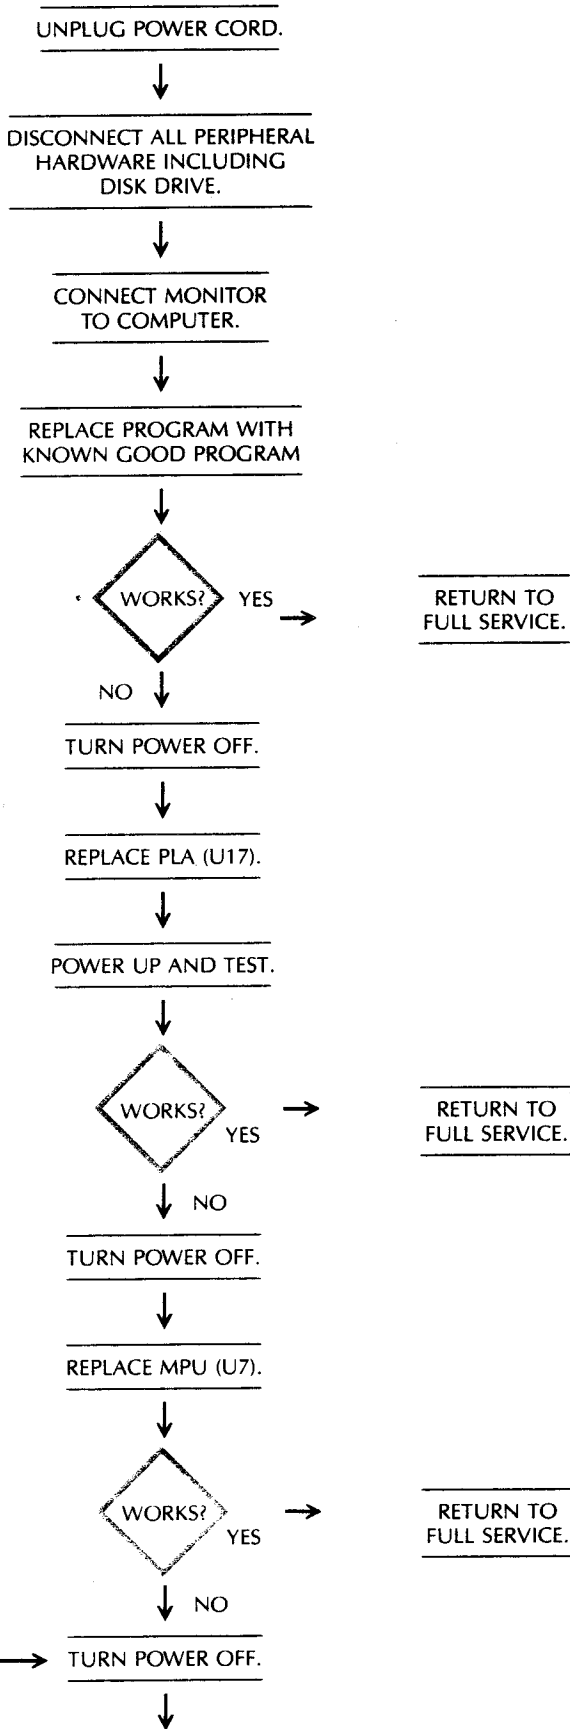 UNPLUG POWER CORD.
DISCONNECT ALL PERIPHERAL
HARDWARE INCLUDING
DISK DRIVE.
CONNECT MONITOR
TO COMPUTER.
REPLACE PROGRAM WITH
KNOWN GOOD PROGRAM
WORKS? YES
RETURN TO
FULL SERVICE.
NO
TURN POWER OFF.
REPLACE PLA (U17).
POWER UP AND TEST.
WORKS?
YES
RETURN TO
FULL SERVICE.
NO
TURN POWER OFF.
REPLACE MPU (U7).
WORKS?
YES
RETURN TO
FULL SERVICE.
NO
TURN POWER OFF.